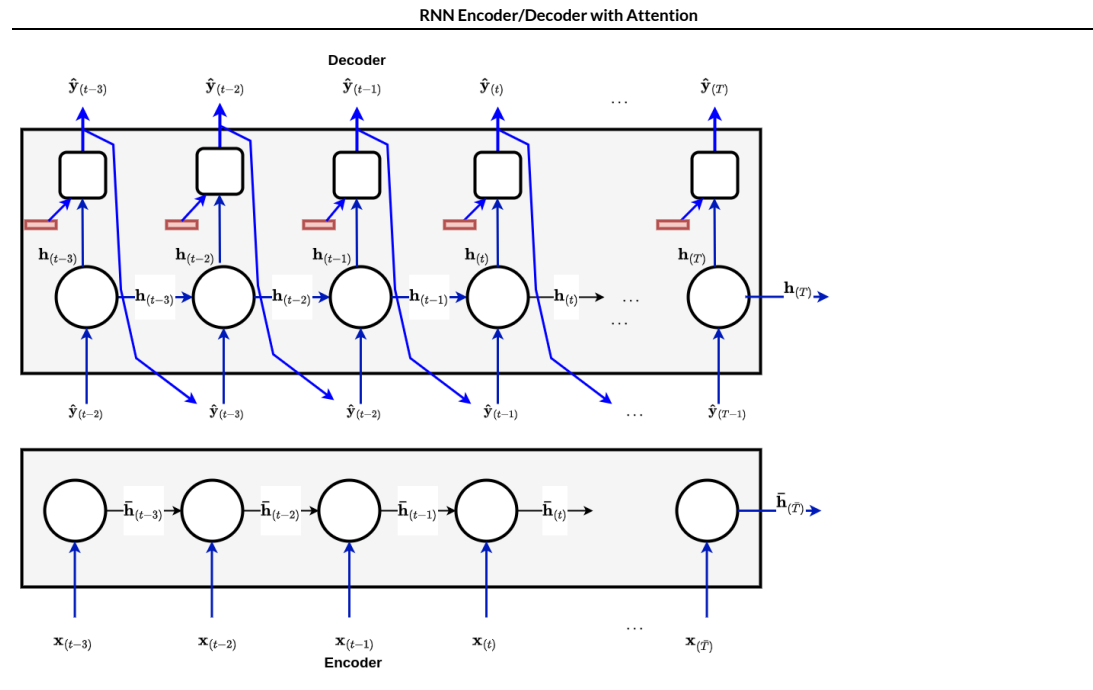 RNN Encoder/Decoder with Attention
Decoder
ŷ(t−3) ŷ(t−2) ŷ(t−1) ŷ(t) ... ŷ(T)
h(t−3) h(t−2) h(t−1) h(t) h(T)
h(t−3) h(t−2) h(t−1) h(t) ... h(T)
...
ŷ(t−2) ŷ(t−3) ŷ(t−2) ŷ(t−1) ... ŷ(T−1)
h̄(t−3) h̄(t−2) h̄(t−1) h̄(t) h̄(T̄)
...
x(t−3) x(t−2) x(t−1) x(t) x(T̄)
Encoder